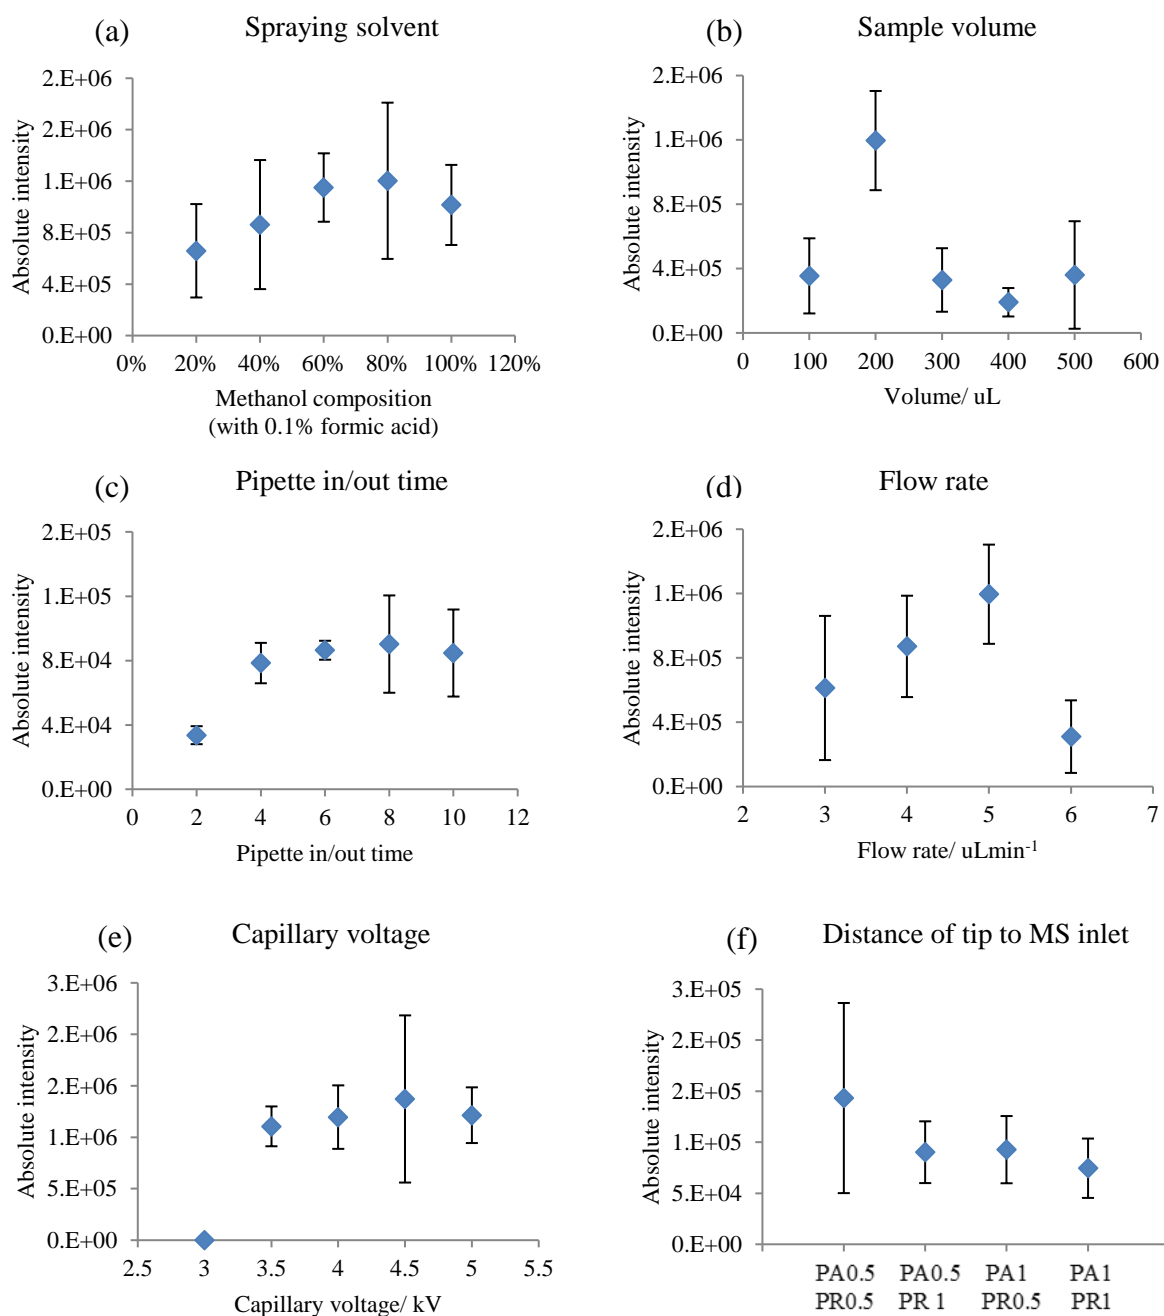 (a) Spraying solvent
2.E+06
2.E+06
1.E+06
8.E+05
4.E+05
0.E+00
Absolute intensity
0% 20% 40% 60% 80% 100% 120%
Methanol composition
(with 0.1% formic acid)
(b) Sample volume
2.E+06
1.E+06
8.E+05
4.E+05
0.E+00
Absolute intensity
0 100 200 300 400 500 600
Volume/ uL
(c) Pipette in/out time
2.E+05
1.E+05
8.E+04
4.E+04
0.E+00
Absolute intensity
0 2 4 6 8 10 12
Pipette in/out time
(d) Flow rate
2.E+06
1.E+06
8.E+05
4.E+05
0.E+00
Absolute intensity
2 3 4 5 6 7
Flow rate/ uLmin⁻¹
(e) Capillary voltage
3.E+06
2.E+06
2.E+06
1.E+06
5.E+05
0.E+00
Absolute intensity
2.5 3 3.5 4 4.5 5 5.5
Capillary voltage/ kV
(f) Distance of tip to MS inlet
3.E+05
2.E+05
2.E+05
1.E+05
5.E+04
0.E+00
Absolute intensity
PA0.5 PA0.5 PA1 PA1
PR0.5 PR 1 PR0.5 PR1